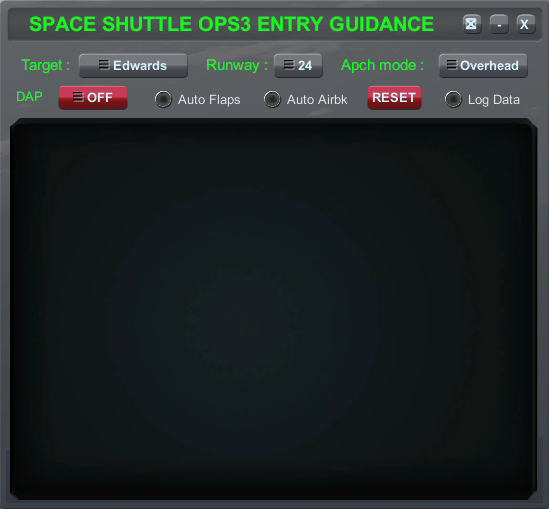 SPACE SHUTTLE OPS3 ENTRY GUIDANCE - X
Target : Edwards Runway : 24 Apch mode : Overhead
DAP OFF Auto Flaps Auto Airbk RESET Log Data